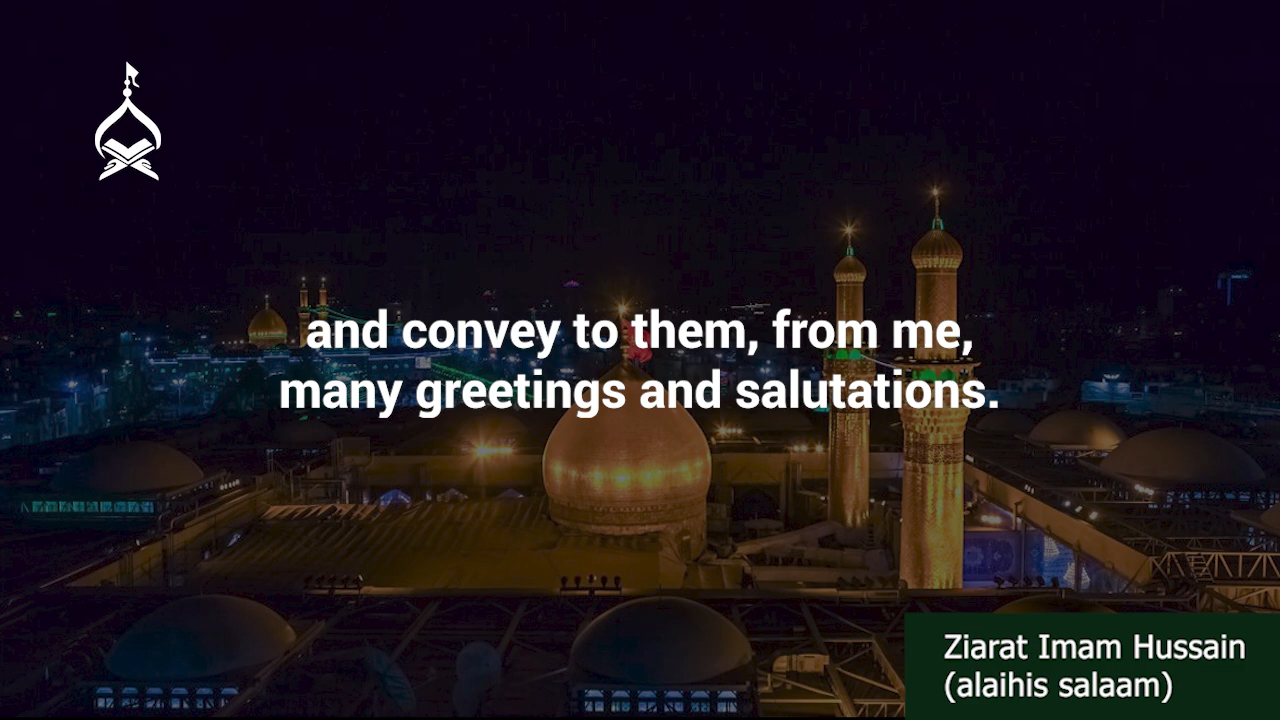 and convey to them, from me,
many greetings and salutations.
Ziarat Imam Hussain
(alaihis salaam)